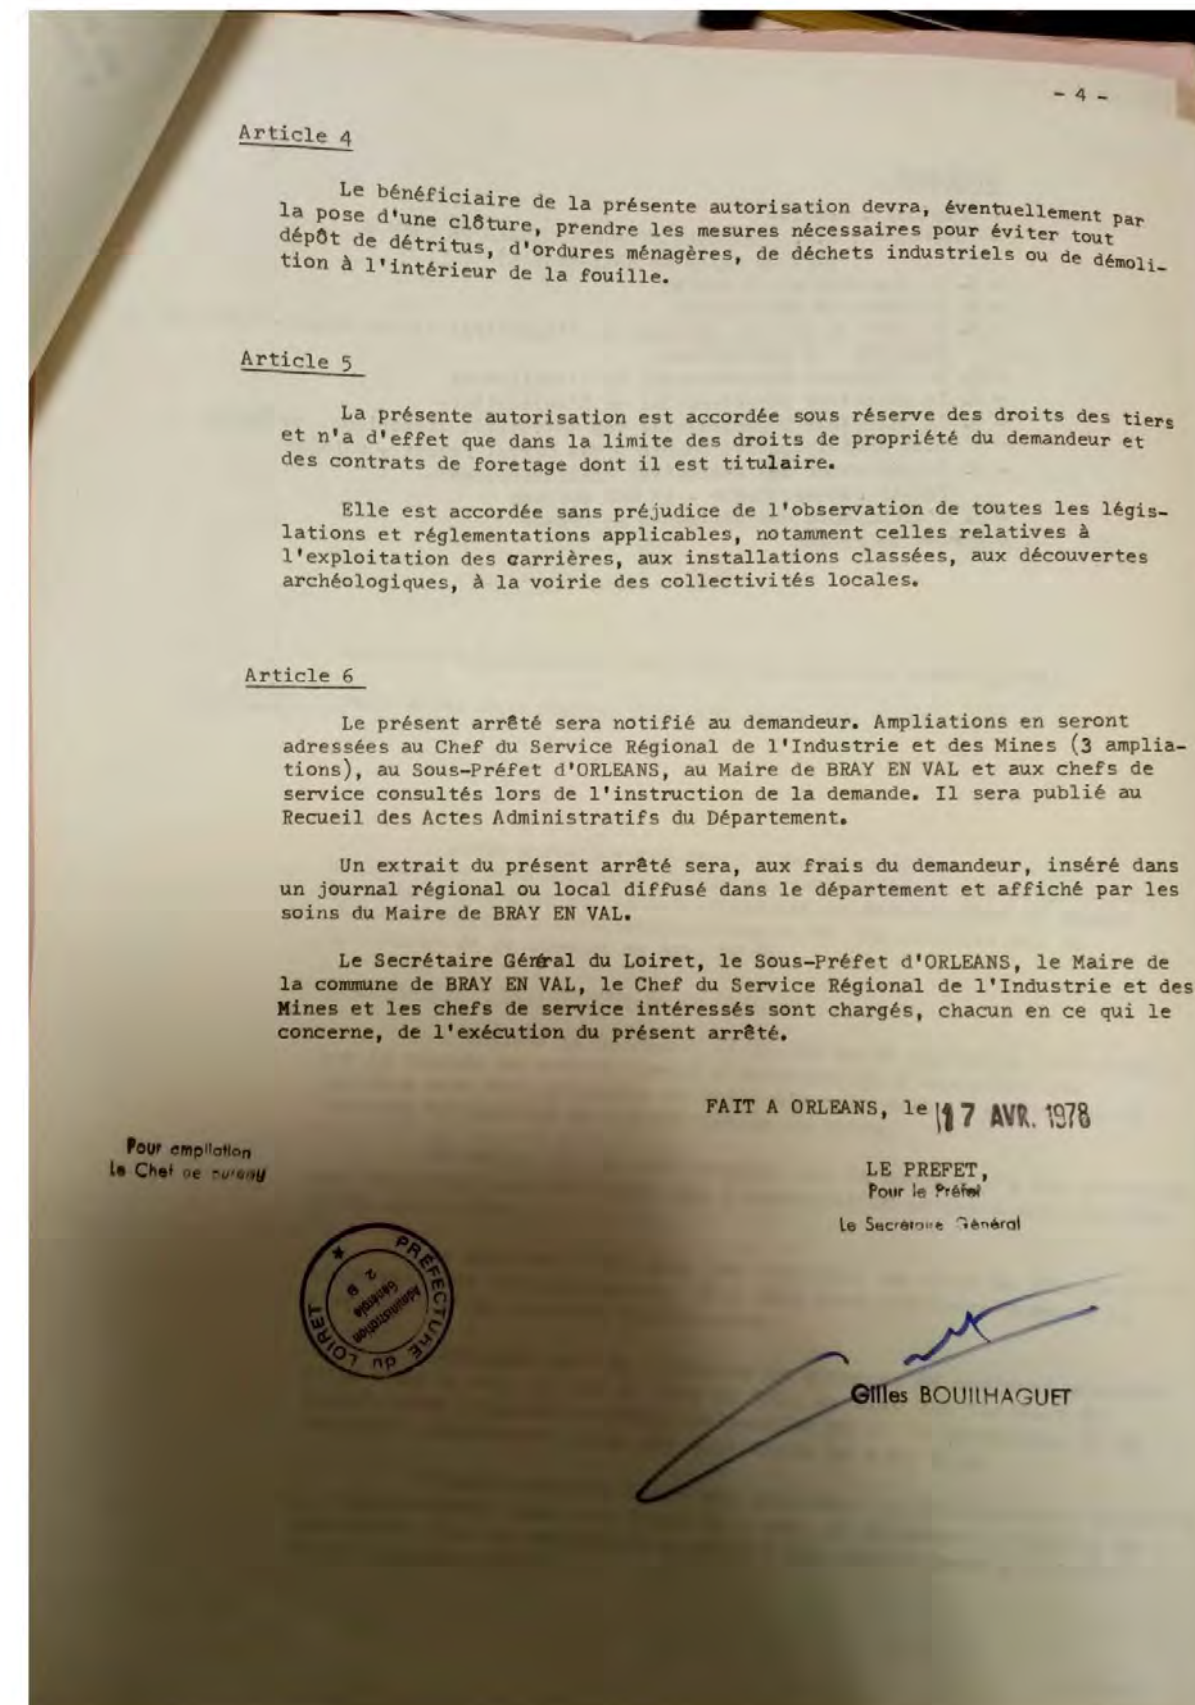 - 4 -
Article 4
Le bénéficiaire de la présente autorisation devra, éventuellement par
la pose d'une clôture, prendre les mesures nécessaires pour éviter tout
dépôt de détritus, d'ordures ménagères, de déchets industriels ou de démoli-
tion à l'intérieur de la fouille.
Article 5
La présente autorisation est accordée sous réserve des droits des tiers
et n'a d'effet que dans la limite des droits de propriété du demandeur et
des contrats de foretage dont il est titulaire.
Elle est accordée sans préjudice de l'observation de toutes les légis-
lations et réglementations applicables, notamment celles relatives à
l'exploitation des carrières, aux installations classées, aux découvertes
archéologiques, à la voirie des collectivités locales.
Article 6
Le présent arrêté sera notifié au demandeur. Ampliations en seront
adressées au Chef du Service Régional de l'Industrie et des Mines (3 amplia-
tions), au Sous-Préfet d'ORLEANS, au Maire de BRAY EN VAL et aux chefs de
service consultés lors de l'instruction de la demande. Il sera publié au
Recueil des Actes Administratifs du Département.
Un extrait du présent arrêté sera, aux frais du demandeur, inséré dans
un journal régional ou local diffusé dans le département et affiché par les
soins du Maire de BRAY EN VAL.
Le Secrétaire Général du Loiret, le Sous-Préfet d'ORLEANS, le Maire de
la commune de BRAY EN VAL, le Chef du Service Régional de l'Industrie et des
Mines et les chefs de service intéressés sont chargés, chacun en ce qui le
concerne, de l'exécution du présent arrêté.
FAIT A ORLEANS, le 17 AVR. 1978
Pour ampliation
Le Chef de bureau
LE PREFET,
Pour le Préfet
Le Secrétaire Général
PRÉFECTURE du LOIRET
Administration
Générale
2 B
Gilles BOUILHAGUET